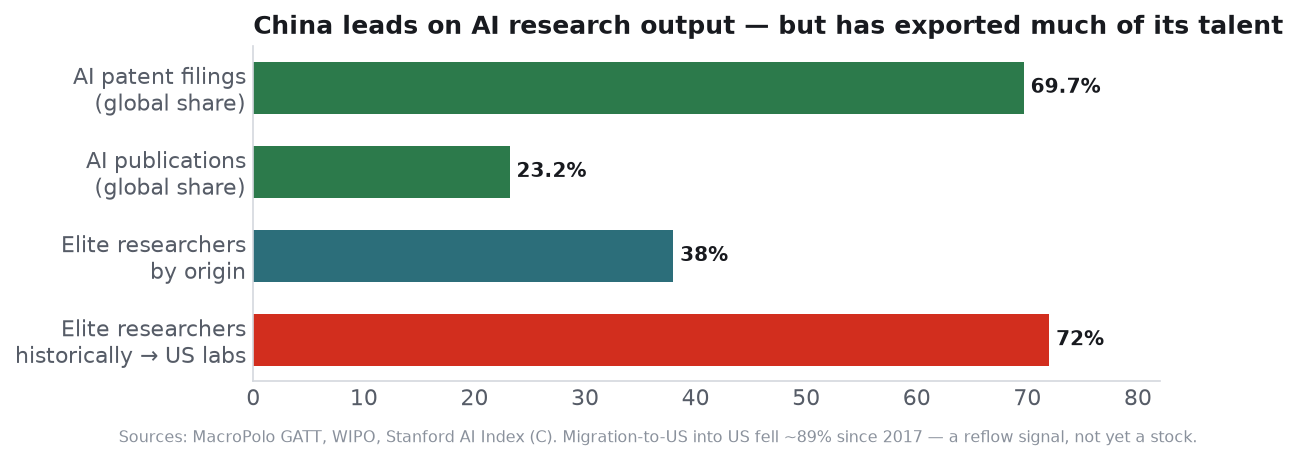 China leads on AI research output — but has exported much of its talent
AI patent filings
(global share)
69.7%
AI publications
(global share)
23.2%
Elite researchers
by origin
38%
Elite researchers
historically → US labs
72%
0 10 20 30 40 50 60 70 80
Sources: MacroPolo GATT, WIPO, Stanford AI Index (C). Migration-to-US into US fell ~89% since 2017 — a reflow signal, not yet a stock.